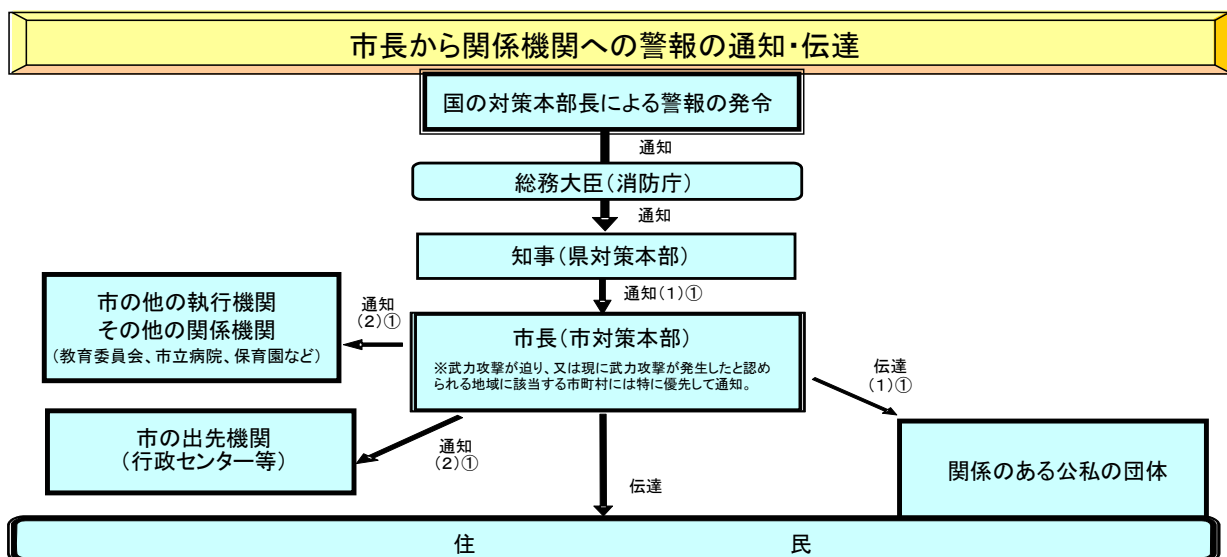 市長から関係機関への警報の通知・伝達
国の対策本部長による警報の発令
通知
総務大臣(消防庁)
通知
知事(県対策本部)
通知(1)①
市の他の執行機関
その他の関係機関
(教育委員会、市立病院、保育園など)
通知
(2)①
市長(市対策本部)
※武力攻撃が迫り、又は現に武力攻撃が発生したと認め
られる地域に該当する市町村には特に優先して通知。
伝達
(1)①
市の出先機関
(行政センター等)
通知
(2)①
伝達
関係のある公私の団体
住 民